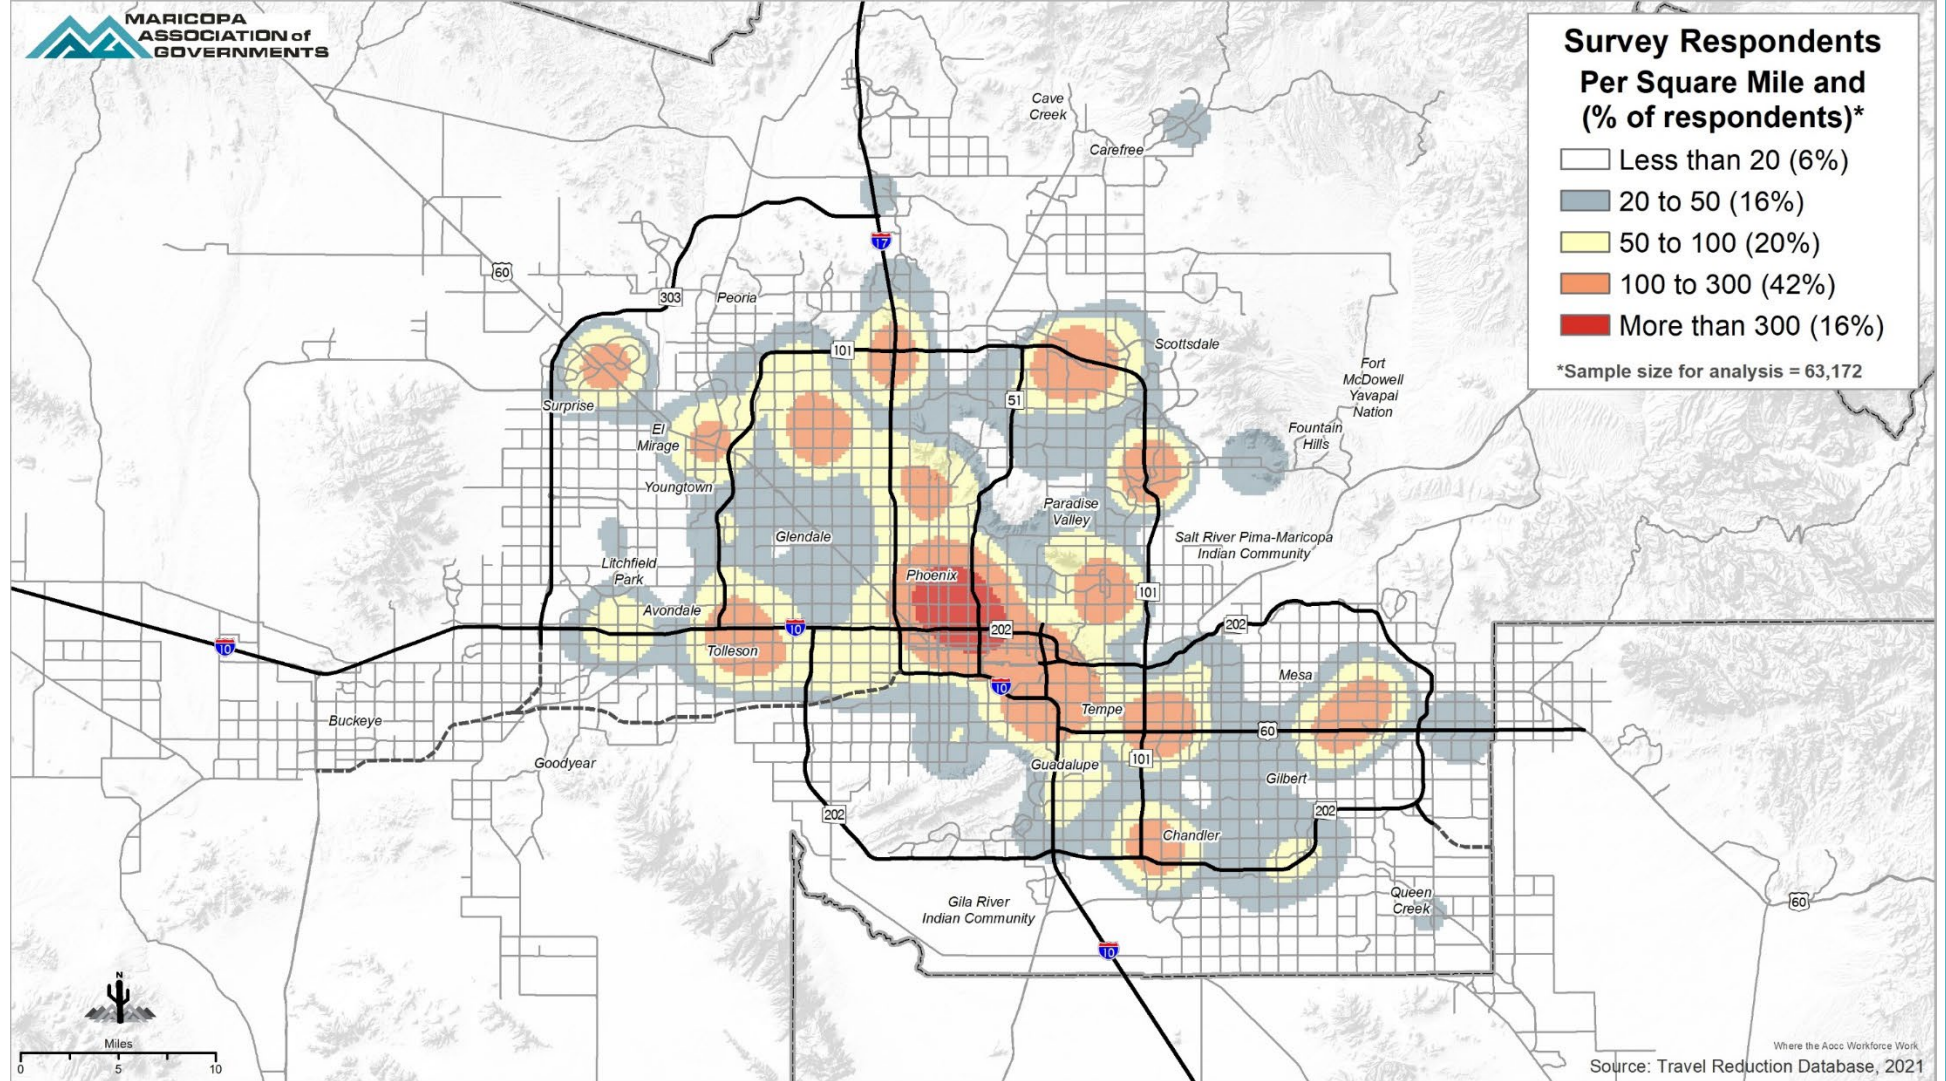 MARICOPA
ASSOCIATION of
GOVERNMENTS
Survey Respondents
Per Square Mile and
(% of respondents)*
Less than 20 (6%)
20 to 50 (16%)
50 to 100 (20%)
100 to 300 (42%)
More than 300 (16%)
*Sample size for analysis = 63,172
Cave
Creek
Carefree
17
60
303
Peoria
101
Scottsdale
51
Fort
McDowell
Yavapai
Nation
Surprise
El
Mirage
Fountain
Hills
Youngtown
Paradise
Valley
Glendale
Salt River Pima-Maricopa
Indian Community
Litchfield
Park
Phoenix
101
Avondale
10
202
202
10
Tolleson
Mesa
10
Tempe
Buckeye
60
Goodyear
Guadalupe
101
Gilbert
202
202
Chandler
Queen
Creek
60
Gila River
Indian Community
10
N
Miles
0 5 10
Where the Aocc Workforce Work
Source: Travel Reduction Database, 2021